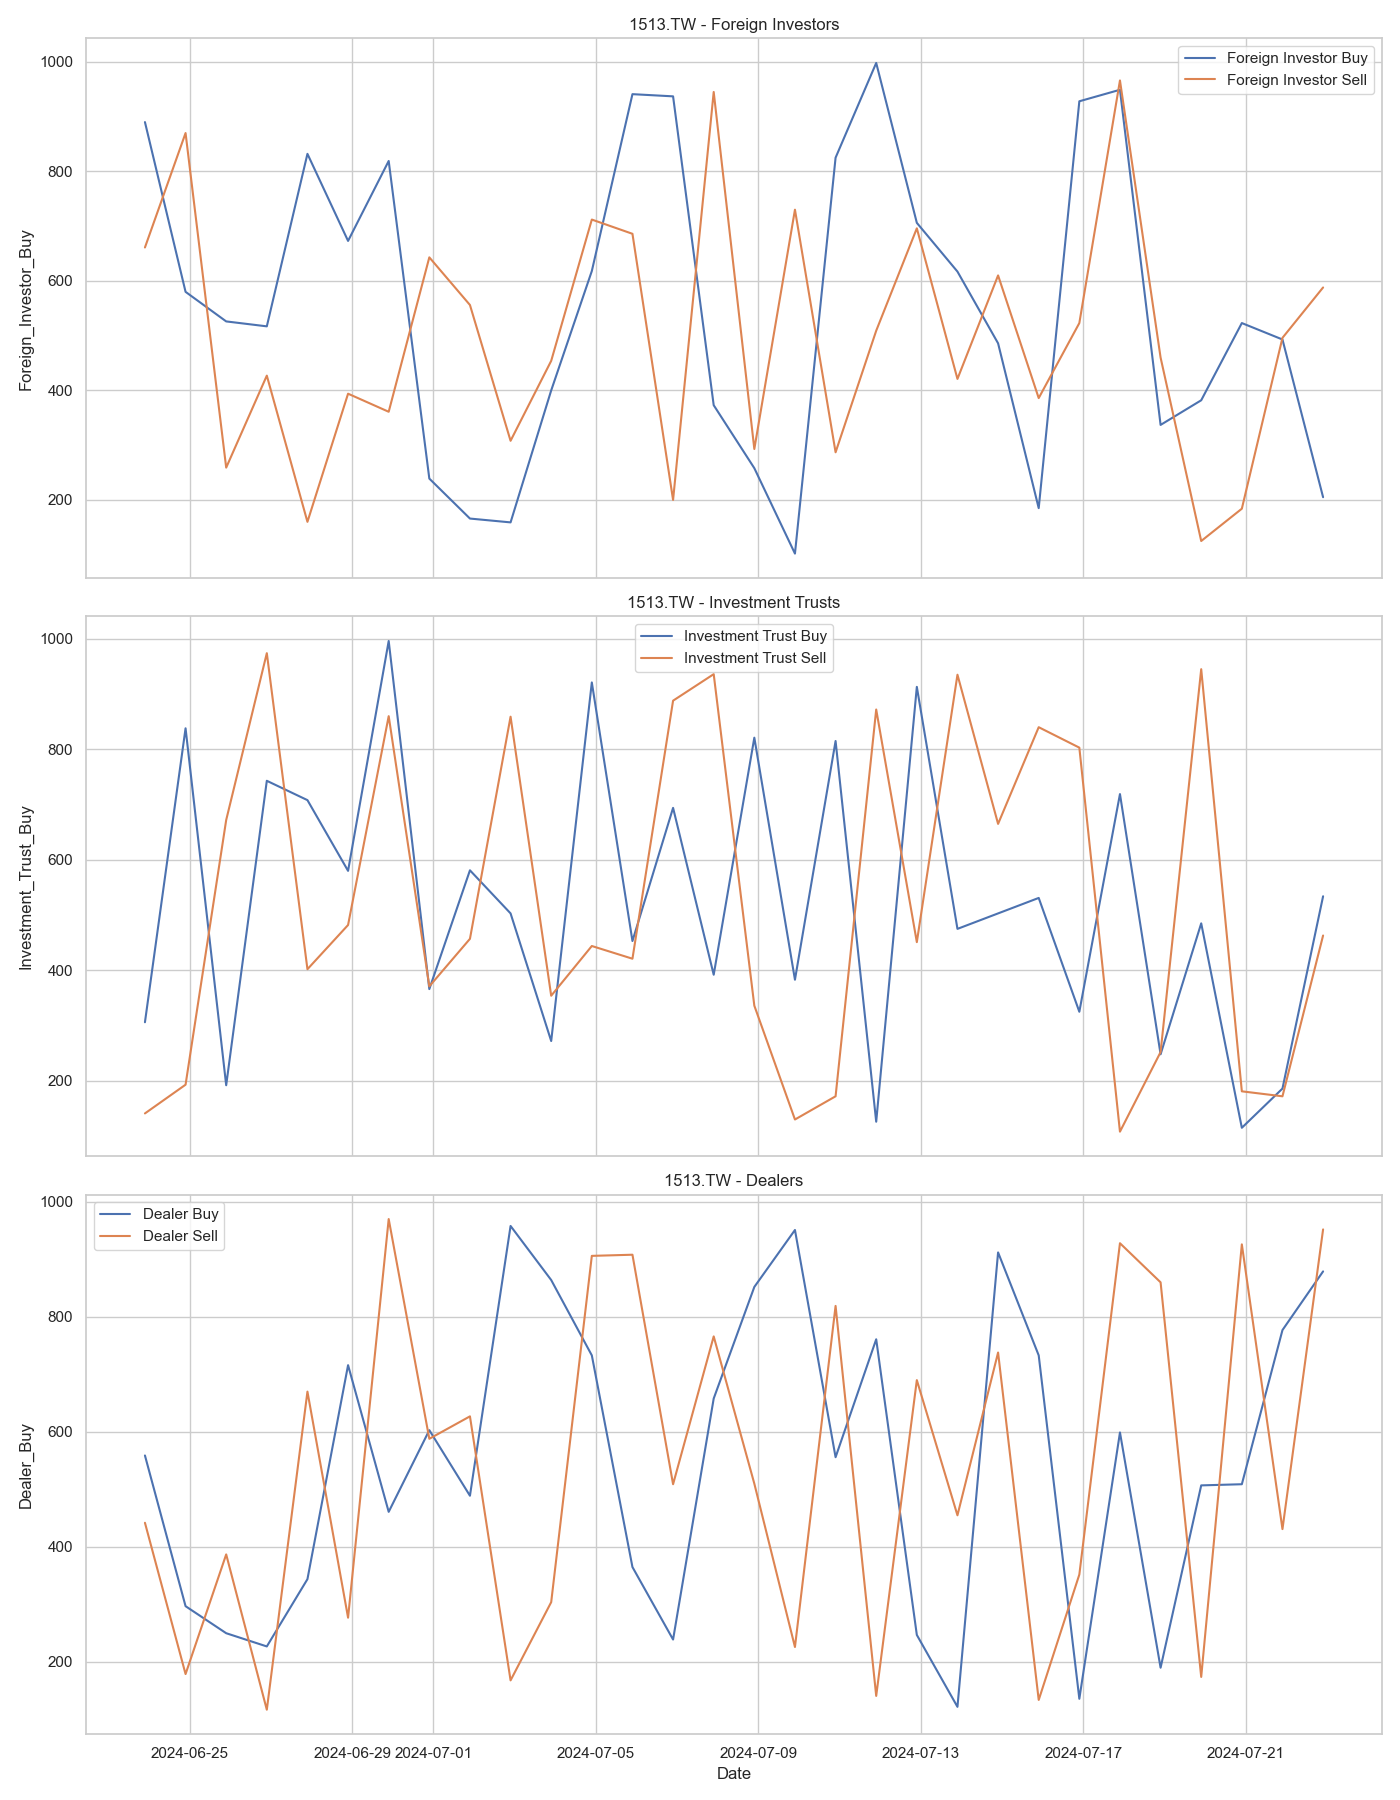 1513.TW - Foreign Investors
Foreign Investor Buy
Foreign Investor Sell
1000
800
600
400
200
Foreign_Investor_Buy
1513.TW - Investment Trusts
Investment Trust Buy
Investment Trust Sell
1000
800
600
400
200
Investment_Trust_Buy
1513.TW - Dealers
Dealer Buy
Dealer Sell
1000
800
600
400
200
Dealer_Buy
2024-06-25 2024-06-29 2024-07-01 2024-07-05 2024-07-09 2024-07-13 2024-07-17 2024-07-21
Date